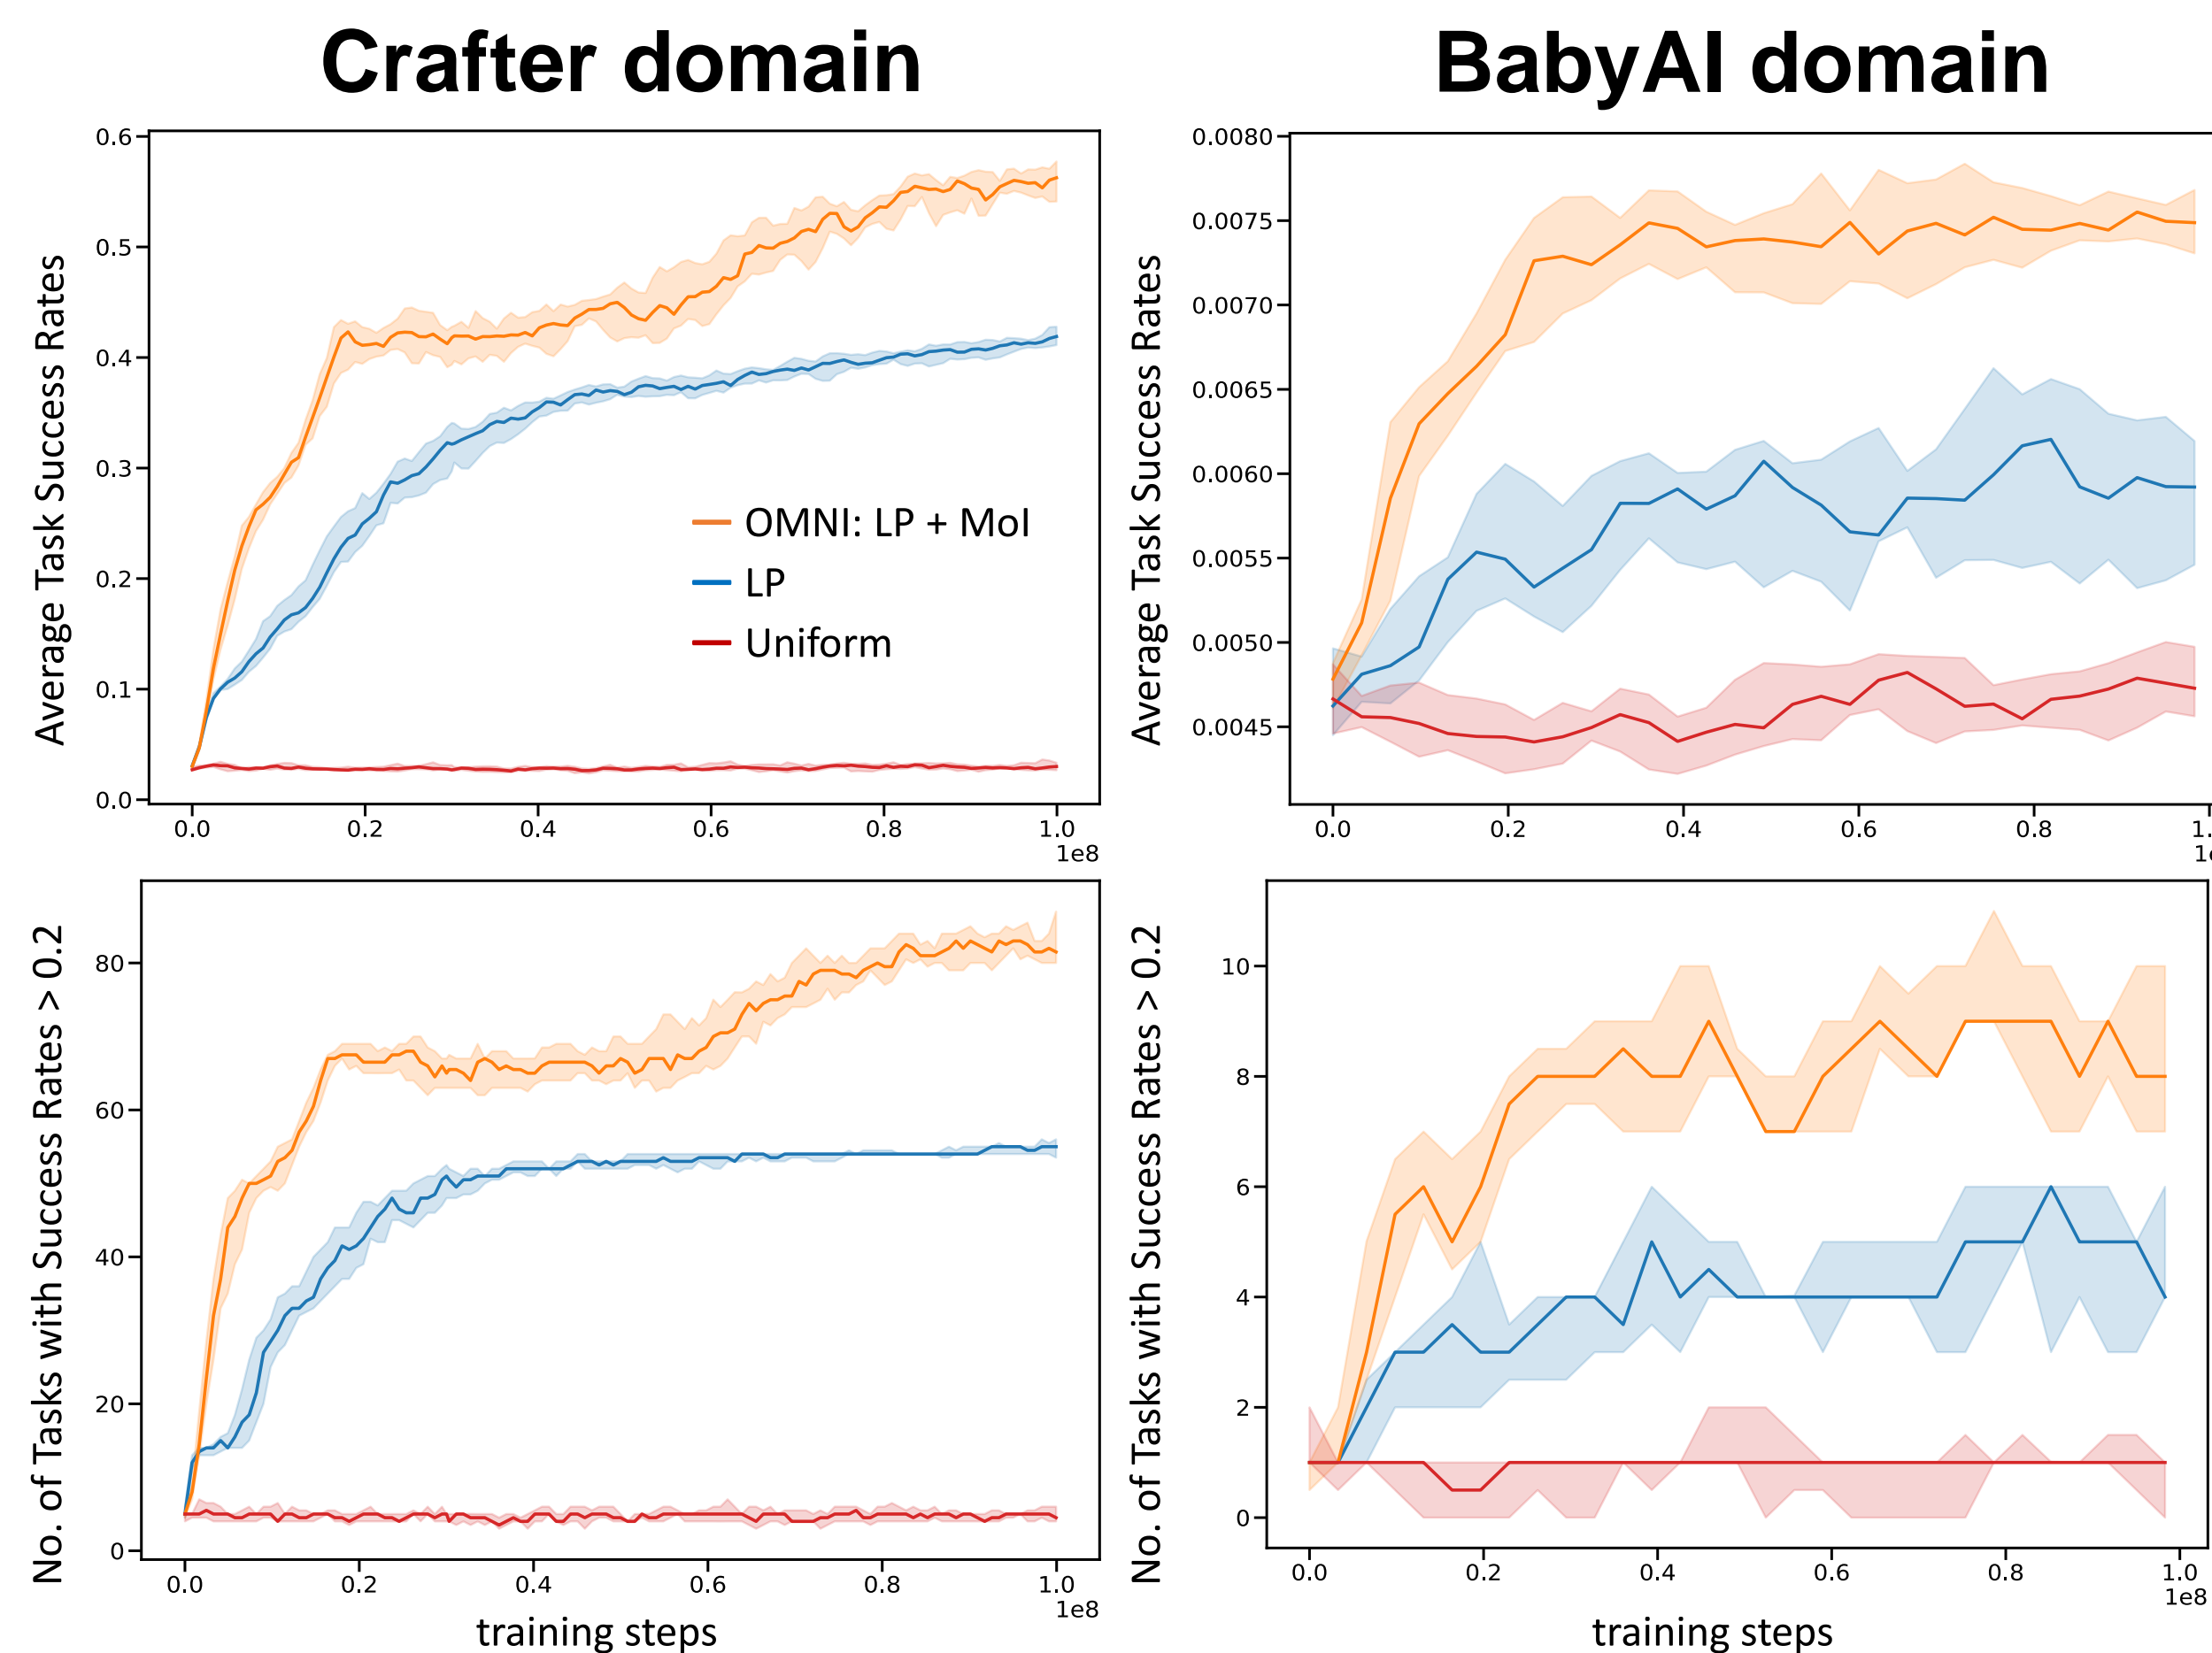 Crafter domain
BabyAI domain
Average Task Success Rates
0.6
0.5
0.4
0.3
0.2
0.1
0.0
OMNI: LP + MoI
LP
Uniform
0.0 0.2 0.4 0.6 0.8 1.0
1e8
Average Task Success Rates
0.0080
0.0075
0.0070
0.0065
0.0060
0.0055
0.0050
0.0045
0.0 0.2 0.4 0.6 0.8
No. of Tasks with Success Rates > 0.2
80
60
40
20
0
0.0 0.2 0.4 0.6 0.8 1.0
1e8
training steps
No. of Tasks with Success Rates > 0.2
10
8
6
4
2
0
0.0 0.2 0.4 0.6 0.8 1.0
1e8
training steps